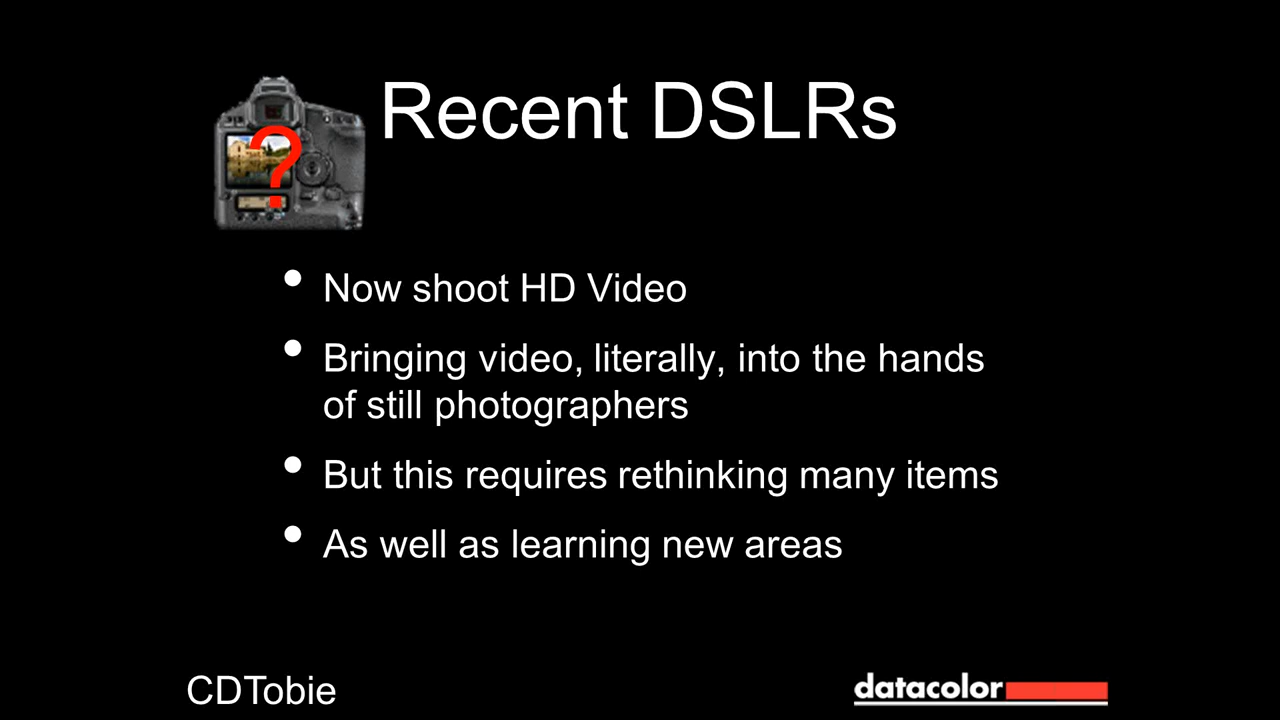 Recent DSLRs
?
• Now shoot HD Video
• Bringing video, literally, into the hands
of still photographers
• But this requires rethinking many items
• As well as learning new areas
CDTobie
datacolor